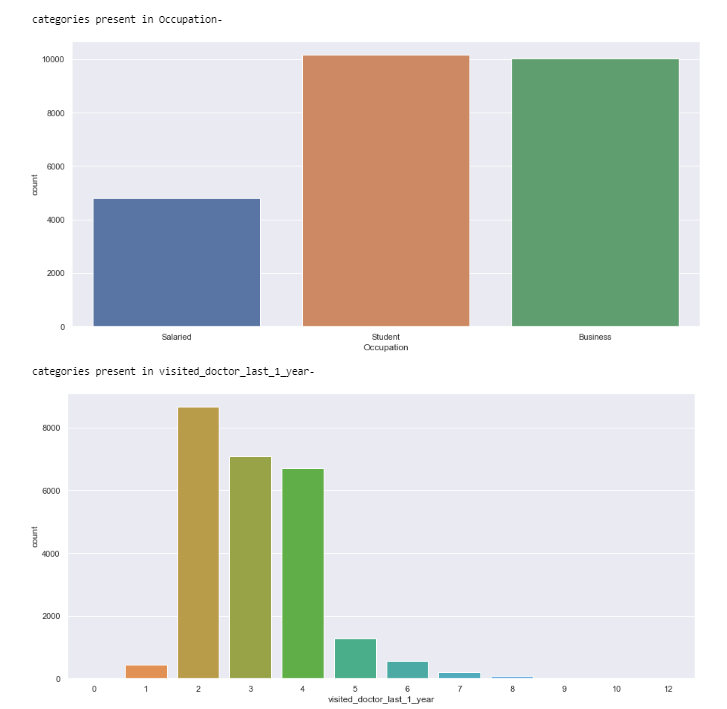 categories present in Occupation-
10000
8000
6000
4000
2000
0
count
Salaried Student Business
Occupation
categories present in visited_doctor_last_1_year-
8000
6000
4000
2000
0
count
0 1 2 3 4 5 6 7 8 9 10 12
visited_doctor_last_1_year